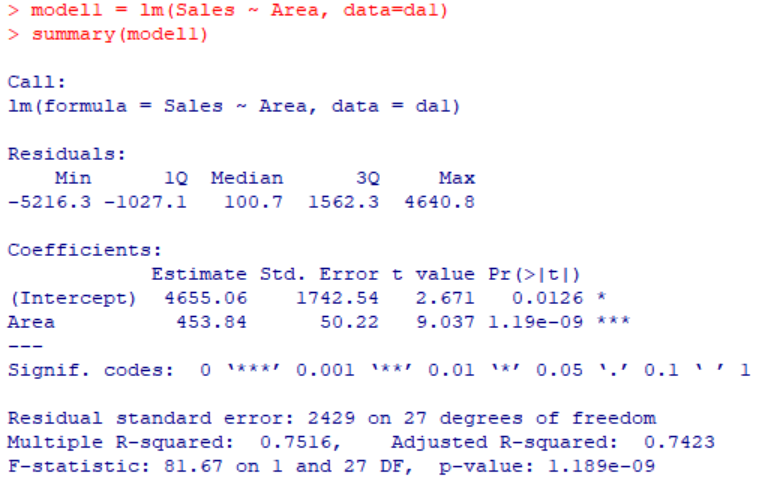 > model1 = lm(Sales ~ Area, data=da1)
> summary(model1)
Call:
lm(formula = Sales ~ Area, data = da1)
Residuals:
    Min      1Q  Median      3Q     Max
-5216.3 -1027.1   100.7  1562.3  4640.8
Coefficients:
            Estimate Std. Error t value Pr(>|t|)
(Intercept)  4655.06    1742.54   2.671   0.0126 *
Area          453.84      50.22   9.037 1.19e-09 ***
---
Signif. codes:  0 ‘***’ 0.001 ‘**’ 0.01 ‘*’ 0.05 ‘.’ 0.1 ‘ ’ 1
Residual standard error: 2429 on 27 degrees of freedom
Multiple R-squared:  0.7516,    Adjusted R-squared:  0.7423
F-statistic: 81.67 on 1 and 27 DF,  p-value: 1.189e-09